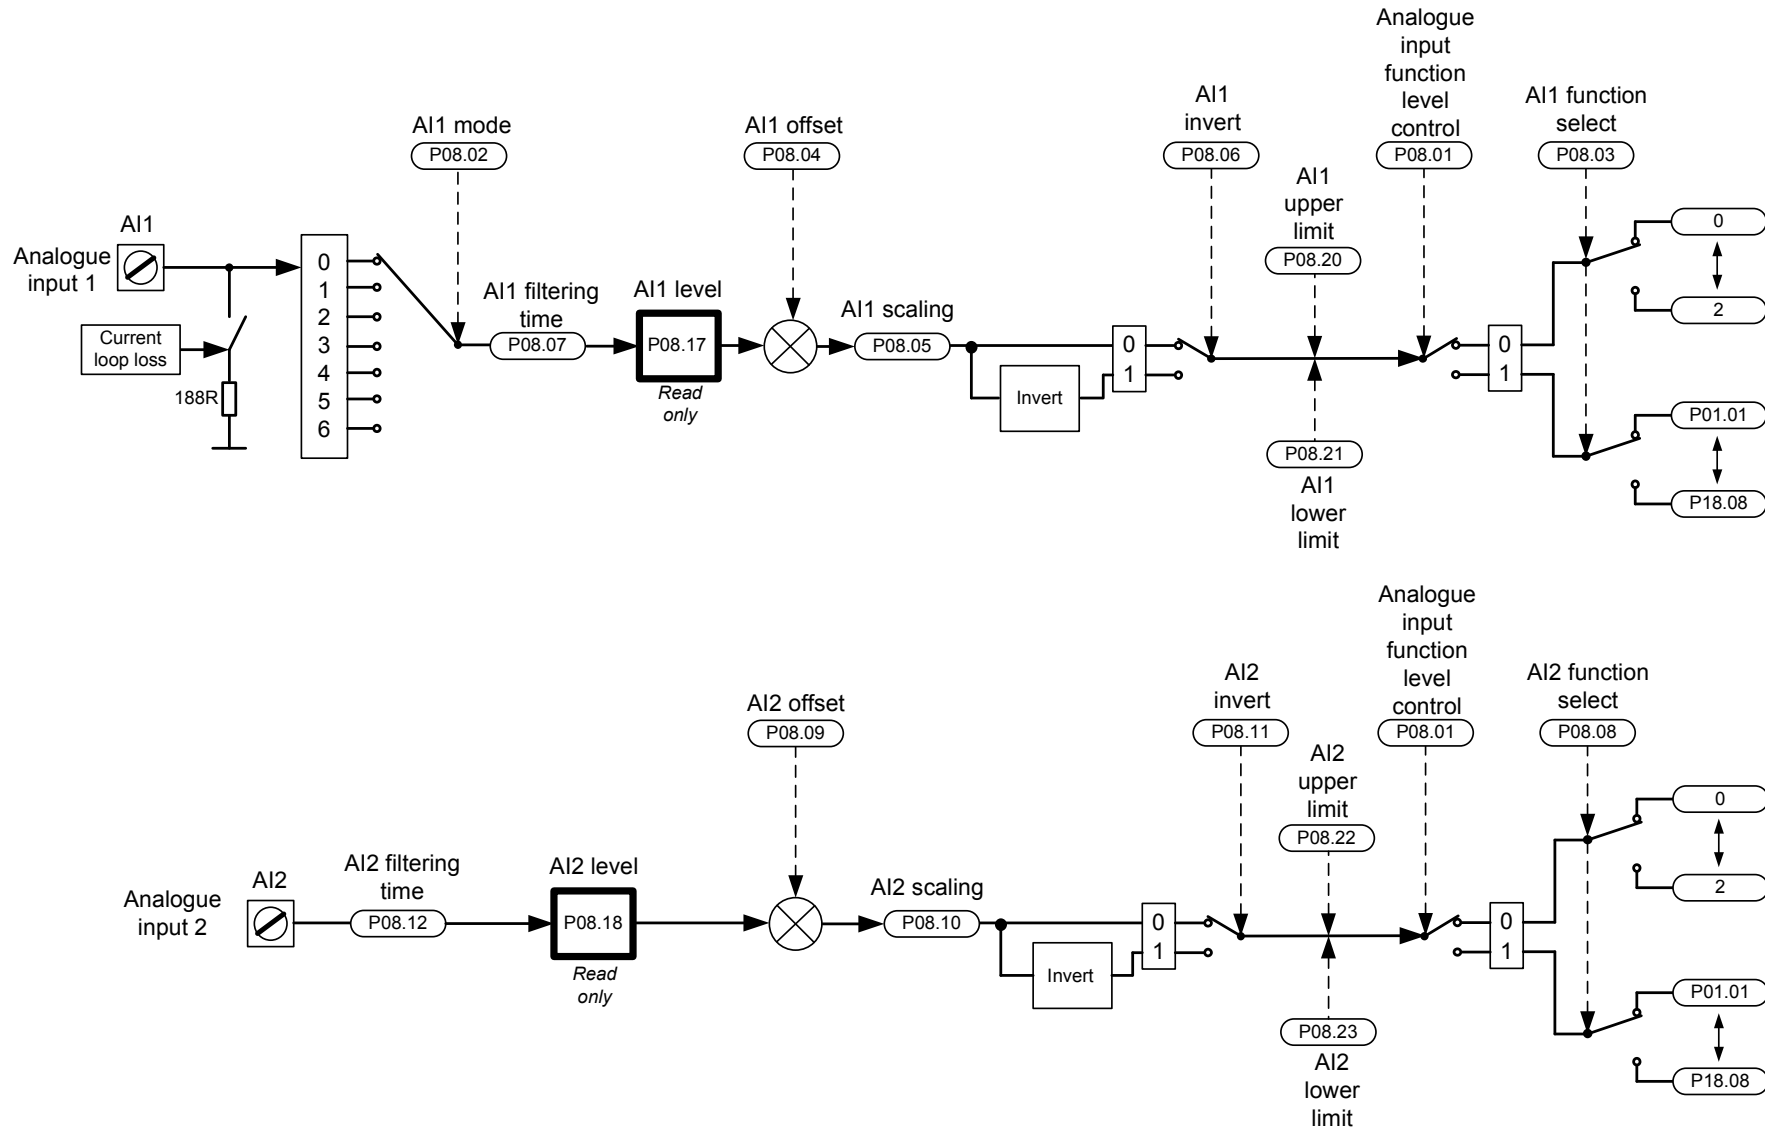 Analogue
input
function
level
control
P08.01
AI1 function
select
P08.03
AI1
invert
P08.06
AI1 mode
P08.02
AI1 offset
P08.04
AI1
upper
limit
P08.20
AI1
Analogue
input 1
0
1
2
3
4
5
6
Current
loop loss
188R
AI1 filtering
time
P08.07
AI1 level
P08.17
Read
only
AI1 scaling
P08.05
Invert
0
1
P08.21
AI1
lower
limit
0
1
0
2
P01.01
P18.08
Analogue
input
function
level
control
P08.01
AI2 function
select
P08.08
AI2
invert
P08.11
AI2 offset
P08.09
AI2
upper
limit
P08.22
Analogue
input 2
AI2
AI2 filtering
time
P08.12
AI2 level
P08.18
Read
only
AI2 scaling
P08.10
Invert
0
1
P08.23
AI2
lower
limit
0
1
0
2
P01.01
P18.08